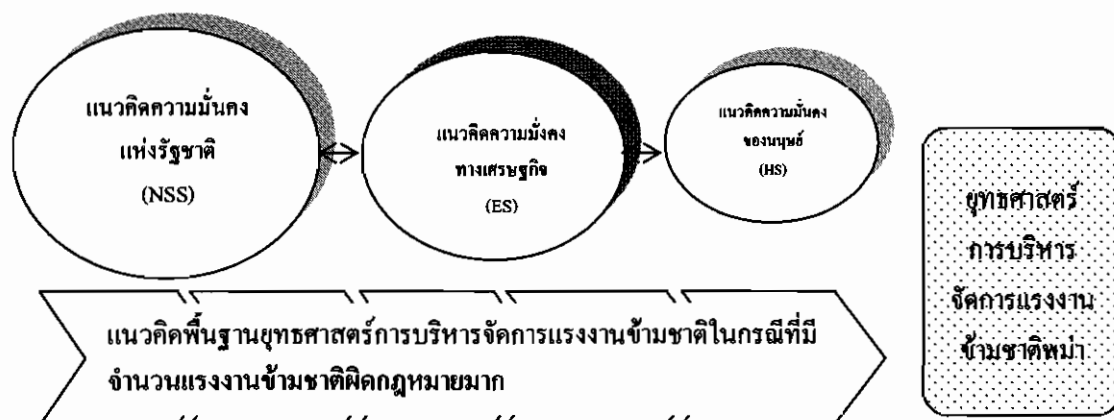 แนวคิดความมั่นคง
แห่งรัฐชาติ
(NSS)
แนวคิดความมั่งคง
ทางเศรษฐกิจ
(ES)
แนวคิดความมั่นคง
ของนนุษย์
(HS)
ยุทธศาสตร์
การบริหาร
จัดการแรงงาน
ข้ามชาติพม่า
แนวคิดพื้นฐานยุทธศาสตร์การบริหารจัดการแรงงานข้ามชาติในกรณีที่มี
จำนวนแรงงานข้ามชาติผิดกฎหมายมาก